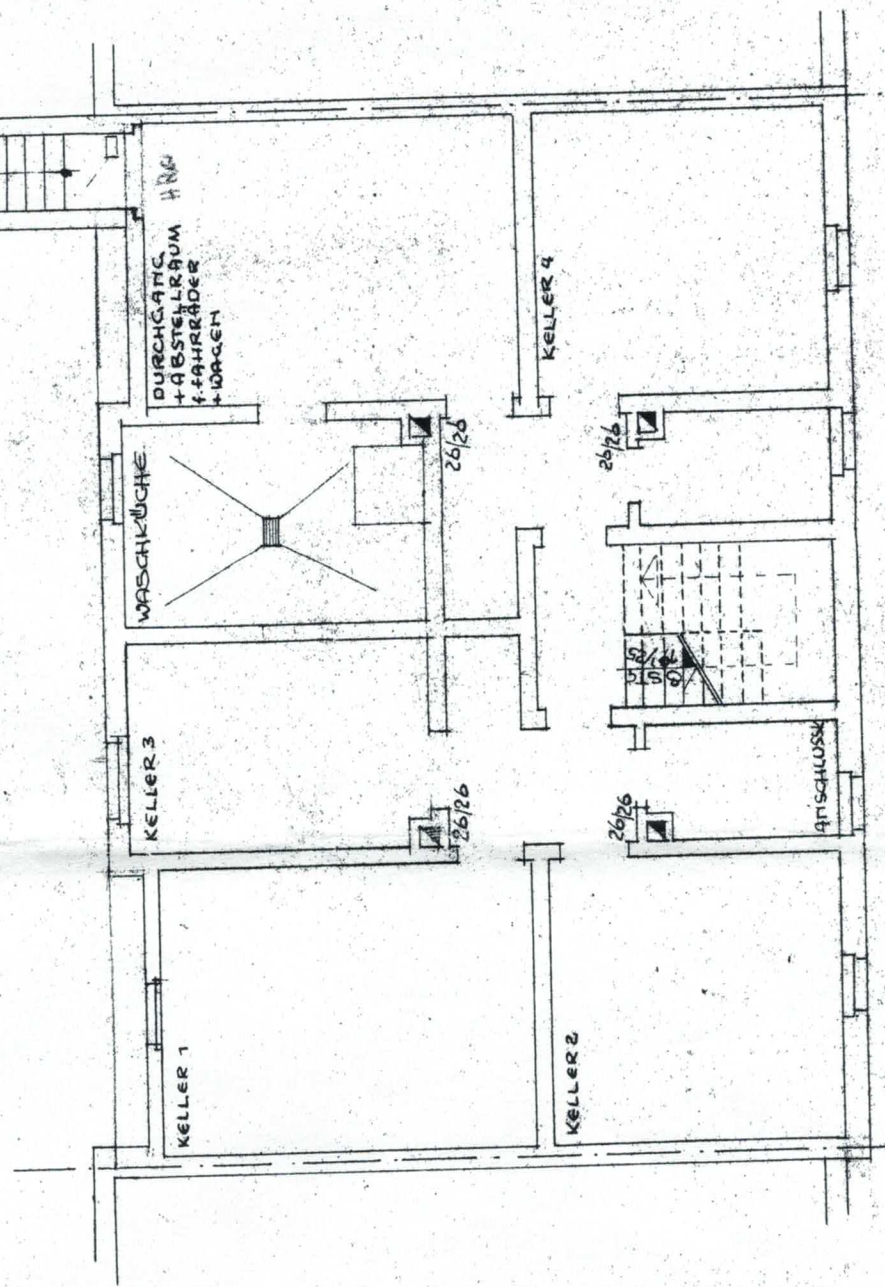 KELLER 1
KELLER 3
WASCHKÜCHE
DURCHGANG
+ABSTELLRAUM
f. FAHRRÄDER
+WAGEN
26/26
26/26
KELLER 2
26/26
ANSCHLUSSR
26/26
KELLER 4